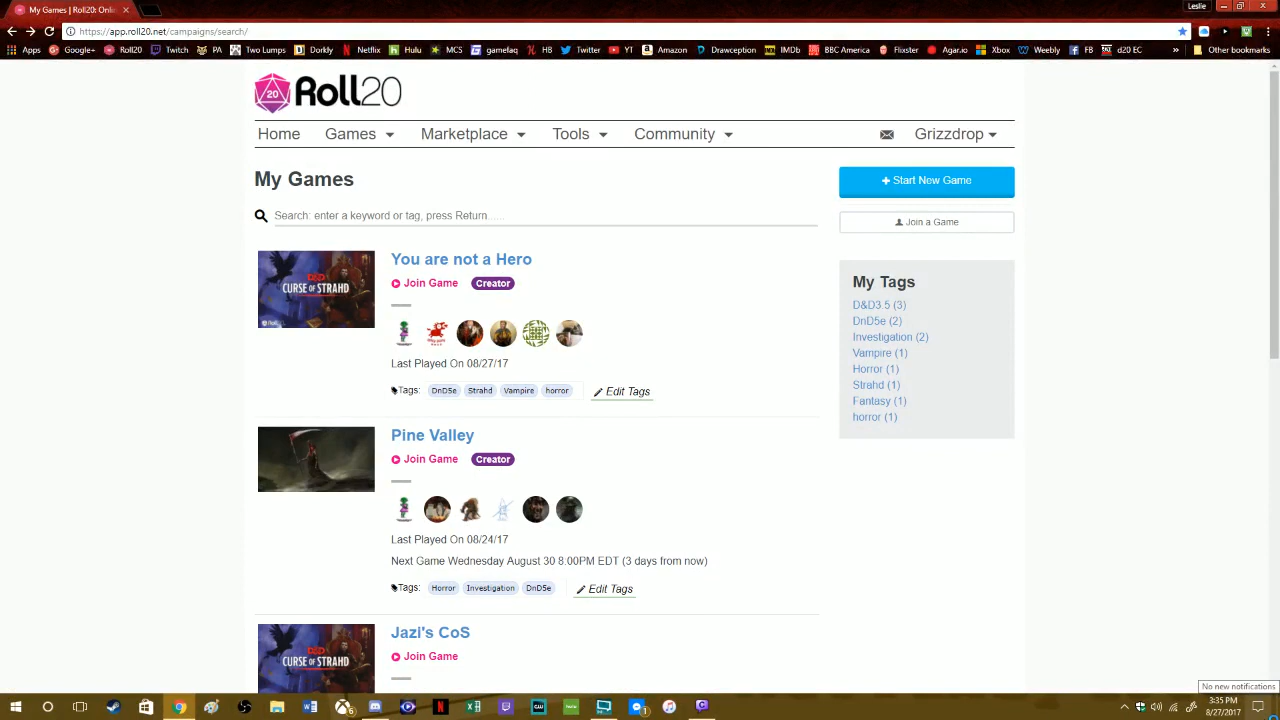 My Games | Roll20: Onli
Leslie
https://app.roll20.net/campaigns/search/
Apps Google+ Roll20 Twitch PA Two Lumps Dorkly Netflix Hulu MCS gamefaq HB Twitter YT Amazon Drawception IMDb BBC America Flixster Agar.io Xbox Weebly FB d20 EC » Other bookmarks
20 Roll20
Home Games Marketplace Tools Community Grizzdrop
My Games
+ Start New Game
Search: enter a keyword or tag, press Return......
Join a Game
You are not a Hero
Join Game Creator
D&D
CURSE OF STRAHD
Roll20
Last Played On 08/27/17
Tags: DnD5e Strahd Vampire horror Edit Tags
My Tags
D&D3.5 (3)
DnD5e (2)
Investigation (2)
Vampire (1)
Horror (1)
Strahd (1)
Fantasy (1)
horror (1)
Pine Valley
Join Game Creator
Last Played On 08/24/17
Next Game Wednesday August 30 8:00PM EDT (3 days from now)
Tags: Horror Investigation DnD5e Edit Tags
Jazi's CoS
Join Game
D&D
CURSE OF STRAHD
No new notifications
3:35 PM
8/27/2017